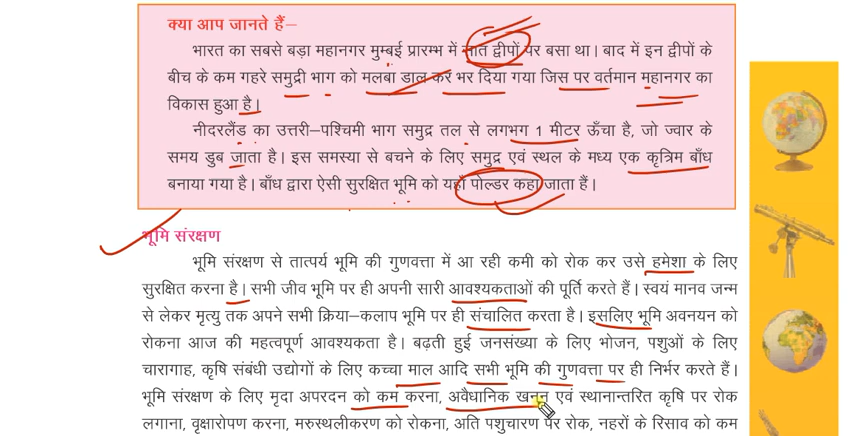 क्या आप जानते हैं–
भारत का सबसे बड़ा महानगर मुम्बई प्रारम्भ में सात द्वीपों पर बसा था। बाद में इन द्वीपों के
बीच के कम गहरे समुद्री भाग को मलबा डाल कर भर दिया गया जिस पर वर्तमान महानगर का
विकास हुआ है।
नीदरलैंड का उत्तरी–पश्चिमी भाग समुद्र तल से लगभग 1 मीटर ऊँचा है, जो ज्वार के
समय डुब जाता है। इस समस्या से बचने के लिए समुद्र एवं स्थल के मध्य एक कृत्रिम बाँध
बनाया गया है। बाँध द्वारा ऐसी सुरक्षित भूमि को यहाँ पोल्डर कहा जाता हैं।
भूमि संरक्षण
भूमि संरक्षण से तात्पर्य भूमि की गुणवत्ता में आ रही कमी को रोक कर उसे हमेशा के लिए
सुरक्षित करना है। सभी जीव भूमि पर ही अपनी सारी आवश्यकताओं की पूर्ति करते हैं। स्वयं मानव जन्म
से लेकर मृत्यु तक अपने सभी क्रिया–कलाप भूमि पर ही संचालित करता है। इसलिए भूमि अवनयन को
रोकना आज की महत्वपूर्ण आवश्यकता है। बढ़ती हुई जनसंख्या के लिए भोजन, पशुओं के लिए
चारागाह, कृषि संबंधी उद्योगों के लिए कच्चा माल आदि सभी भूमि की गुणवत्ता पर ही निर्भर करते हैं।
भूमि संरक्षण के लिए मृदा अपरदन को कम करना, अवैधानिक खनन एवं स्थानान्तरित कृषि पर रोक
लगाना, वृक्षारोपण करना, मरुस्थलीकरण को रोकना, अति पशुचारण पर रोक, नहरों के रिसाव को कम